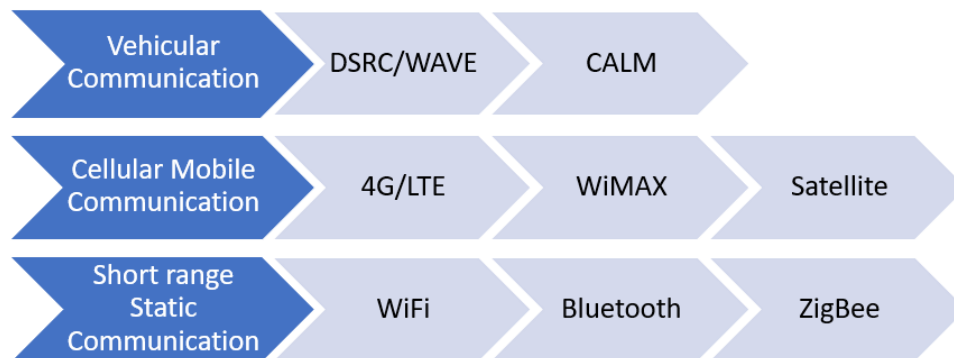 Vehicular
Communication
DSRC/WAVE
CALM
Cellular Mobile
Communication
4G/LTE
WiMAX
Satellite
Short range
Static
Communication
WiFi
Bluetooth
ZigBee